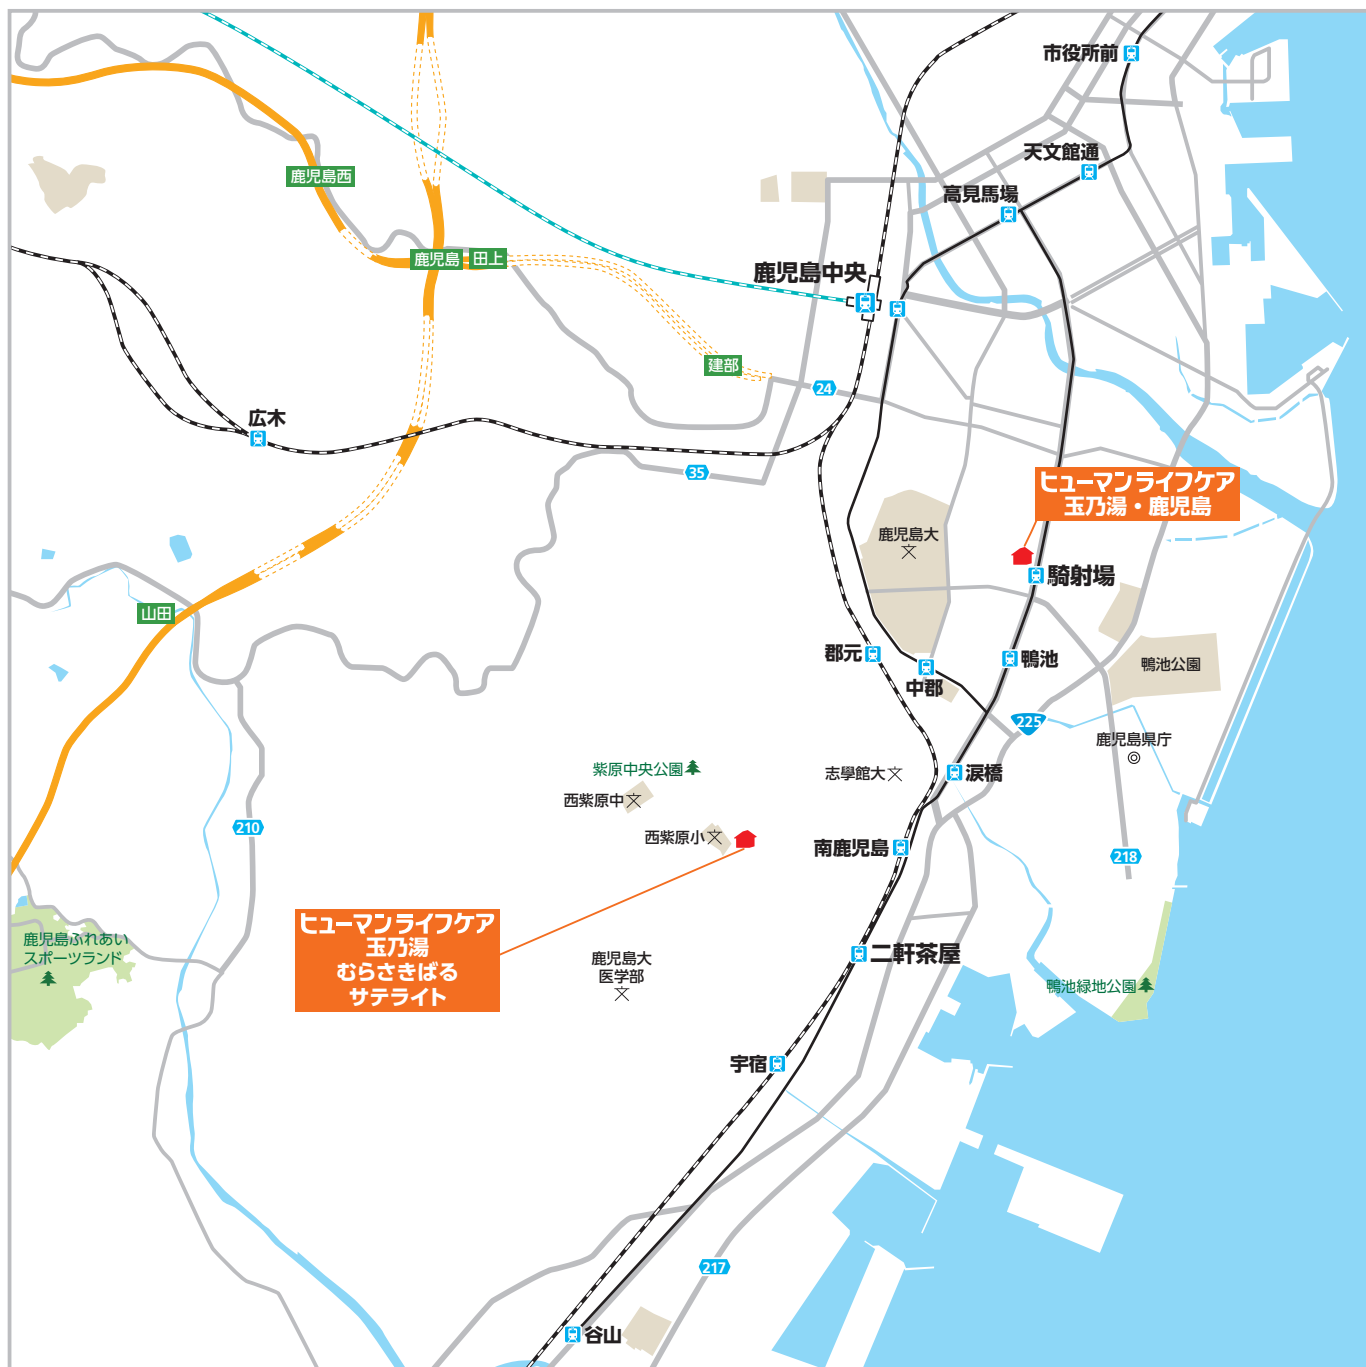 市役所前
天文館通
鹿児島西
高見馬場
鹿児島
田上
鹿児島中央
建部
24
広木
35
ヒューマンライフケア
玉乃湯・鹿児島
鹿児島大
騎射場
山田
郡元
鴨池
鴨池公園
中郡
225
鹿児島県庁
紫原中央公園
志學館大
涙橋
西紫原中
210
西紫原小
南鹿児島
218
ヒューマンライフケア
玉乃湯
むらさきばる
サテライト
鹿児島ふれあい
スポーツランド
鹿児島大
医学部
二軒茶屋
鴨池緑地公園
宇宿
217
谷山